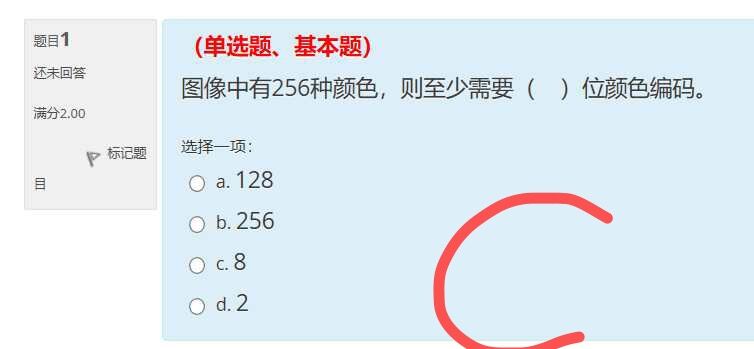 题目1
还未回答
满分2.00
标记题
目
（单选题、基本题）
图像中有256种颜色，则至少需要（ ）位颜色编码。
选择一项：
a. 128
b. 256
c. 8
d. 2
C